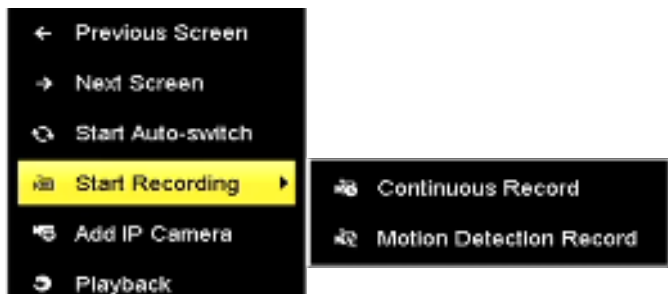 Previous Screen
Next Screen
Start Auto-switch
Start Recording
Continuous Record
Add IP Camera
Motion Detection Record
Playback